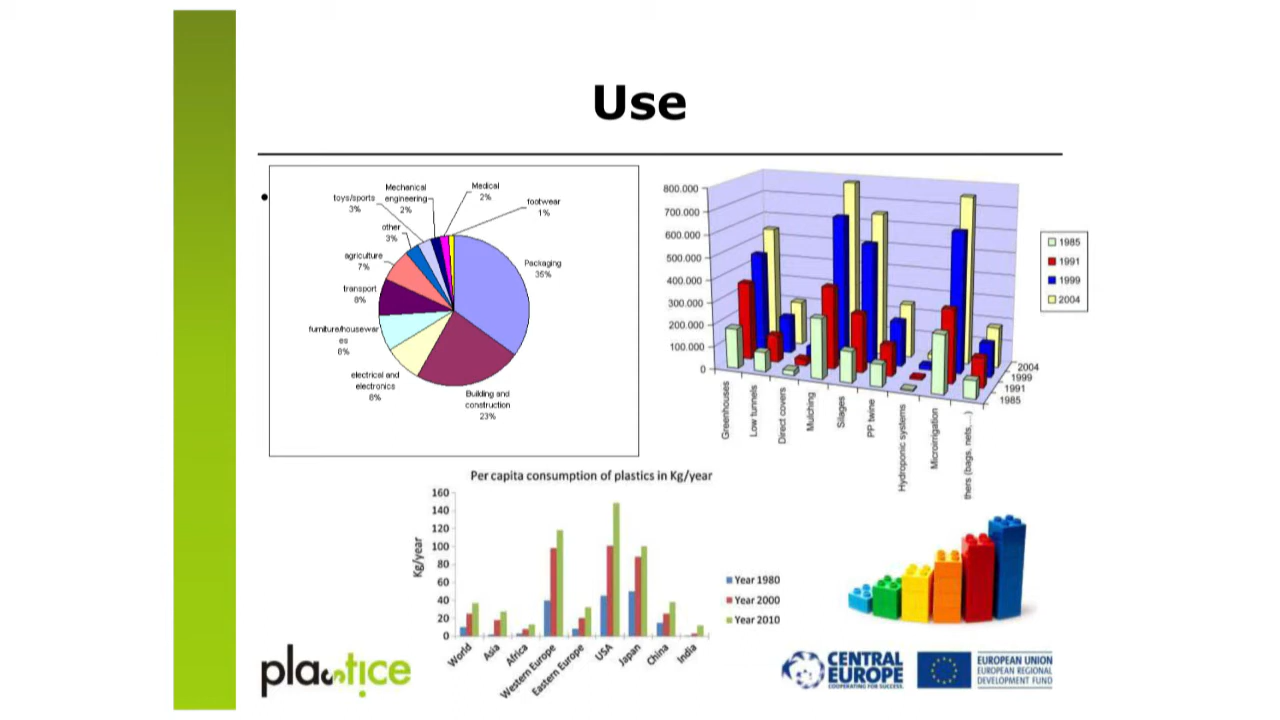 Use
•
Mechanical
engineering
2%
Medical
2%
toys/sports
3%
footwear
1%
other
3%
agriculture
7%
Packaging
35%
transport
8%
furniture/housewar
es
8%
electrical and
electronics
8%
Building and
construction
23%
800.000
700.000
600.000
500.000
400.000
300.000
200.000
100.000
0
Greenhouses
Low tunnels
Direct covers
Mulching
Silages
PP twine
Hydroponic systems
Microirrigation
thers (bags, nets,...)
2004
1999
1991
1985
1985
1991
1999
2004
Per capita consumption of plastics in Kg/year
Kg/year
160
140
120
100
80
60
40
20
0
World
Asia
Africa
Western Europe
Eastern Europe
USA
Japan
China
India
Year 1980
Year 2000
Year 2010
plastice
CENTRAL
EUROPE
COOPERATING FOR SUCCESS.
EUROPEAN UNION
EUROPEAN REGIONAL
DEVELOPMENT FUND